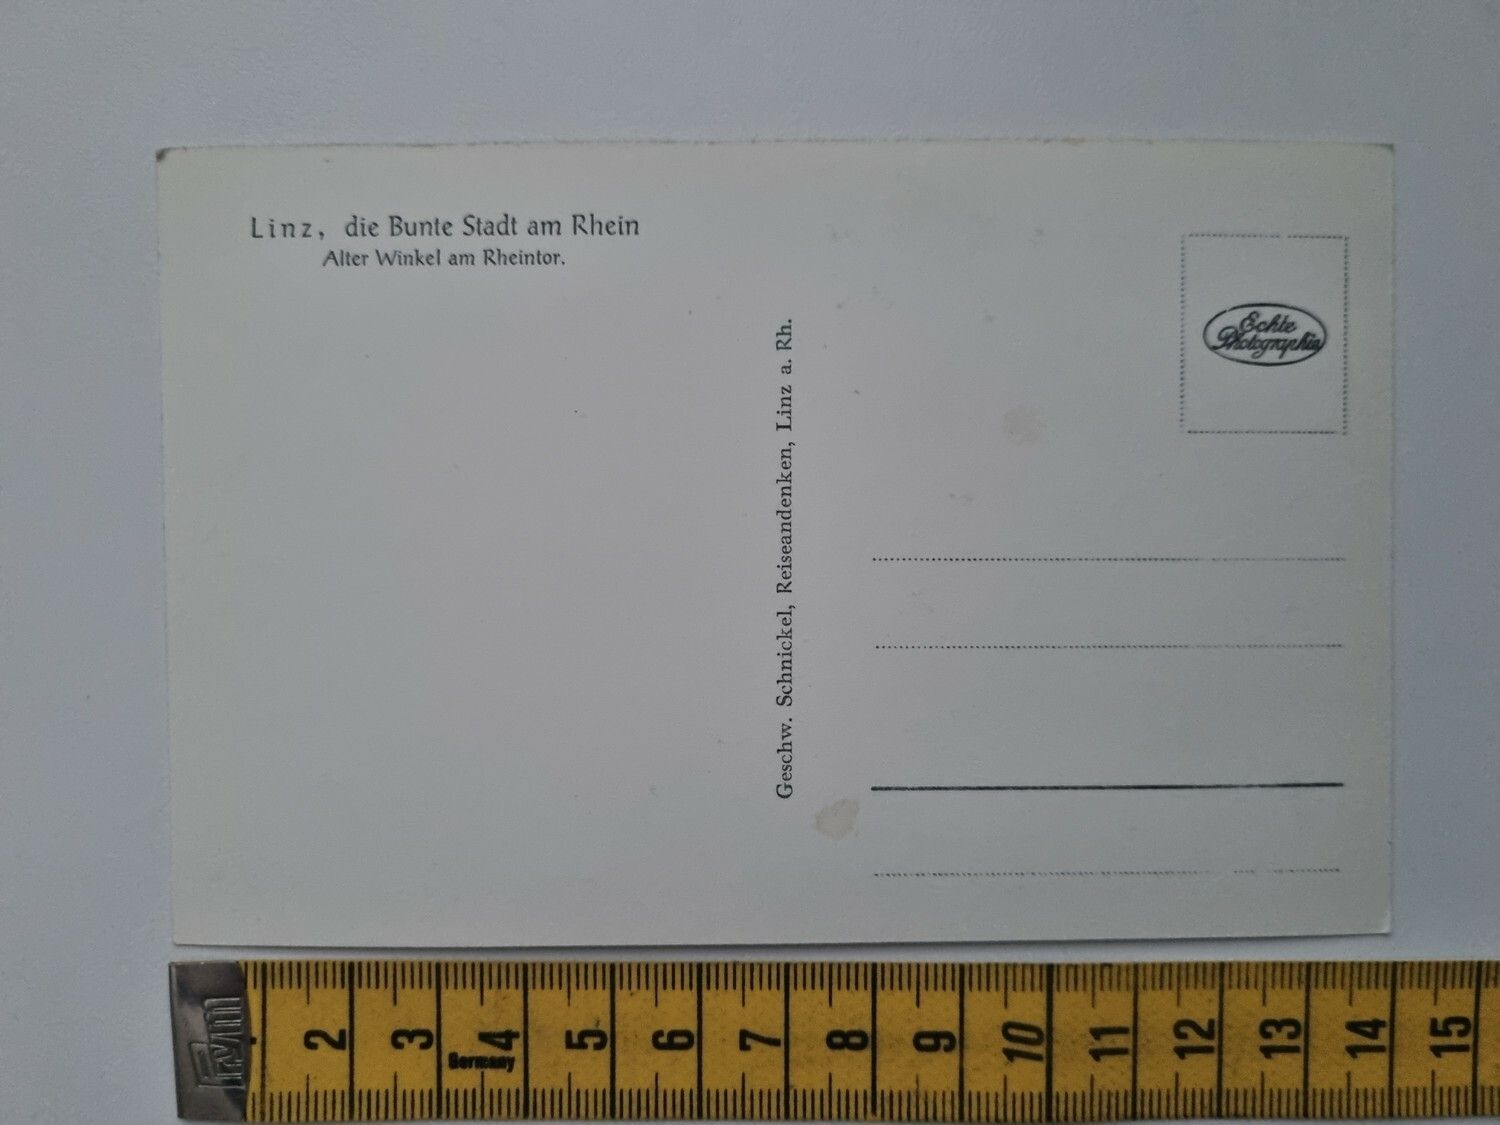 Linz, die Bunte Stadt am Rhein
Alter Winkel am Rheintor.
Geschw. Schnickel, Reiseandenken, Linz a. Rh.
Echte
Photographie
Prym
Germany
2 3 4 5 6 7 8 9 10 11 12 13 14 15